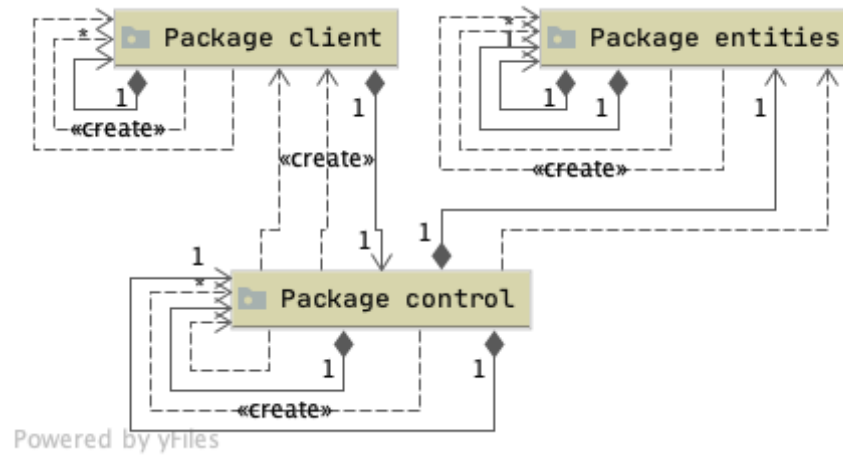 Package client
Package entities
*
*
1
1
1
1
«create»
1
1
«create»
«create»
1
1
1
*
Package control
1
1
«create»
Powered by yFiles